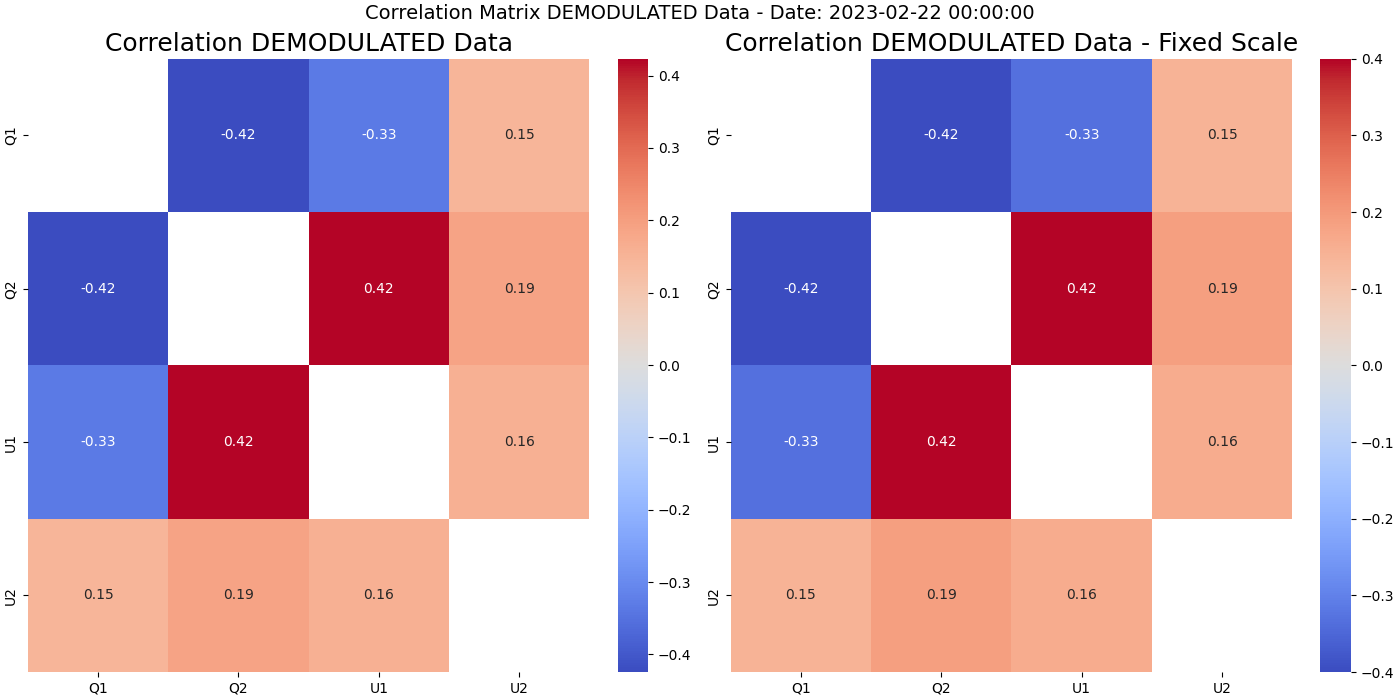 Correlation Matrix DEMODULATED Data - Date: 2023-02-22 00:00:00
Correlation DEMODULATED Data
Q1 -0.42 -0.33 0.15
Q2 -0.42 0.42 0.19
U1 -0.33 0.42 0.16
U2 0.15 0.19 0.16
Q1 Q2 U1 U2
0.4
0.3
0.2
0.1
0.0
−0.1
−0.2
−0.3
−0.4
Correlation DEMODULATED Data - Fixed Scale
Q1 -0.42 -0.33 0.15
Q2 -0.42 0.42 0.19
U1 -0.33 0.42 0.16
U2 0.15 0.19 0.16
Q1 Q2 U1 U2
0.4
0.3
0.2
0.1
0.0
−0.1
−0.2
−0.3
−0.4